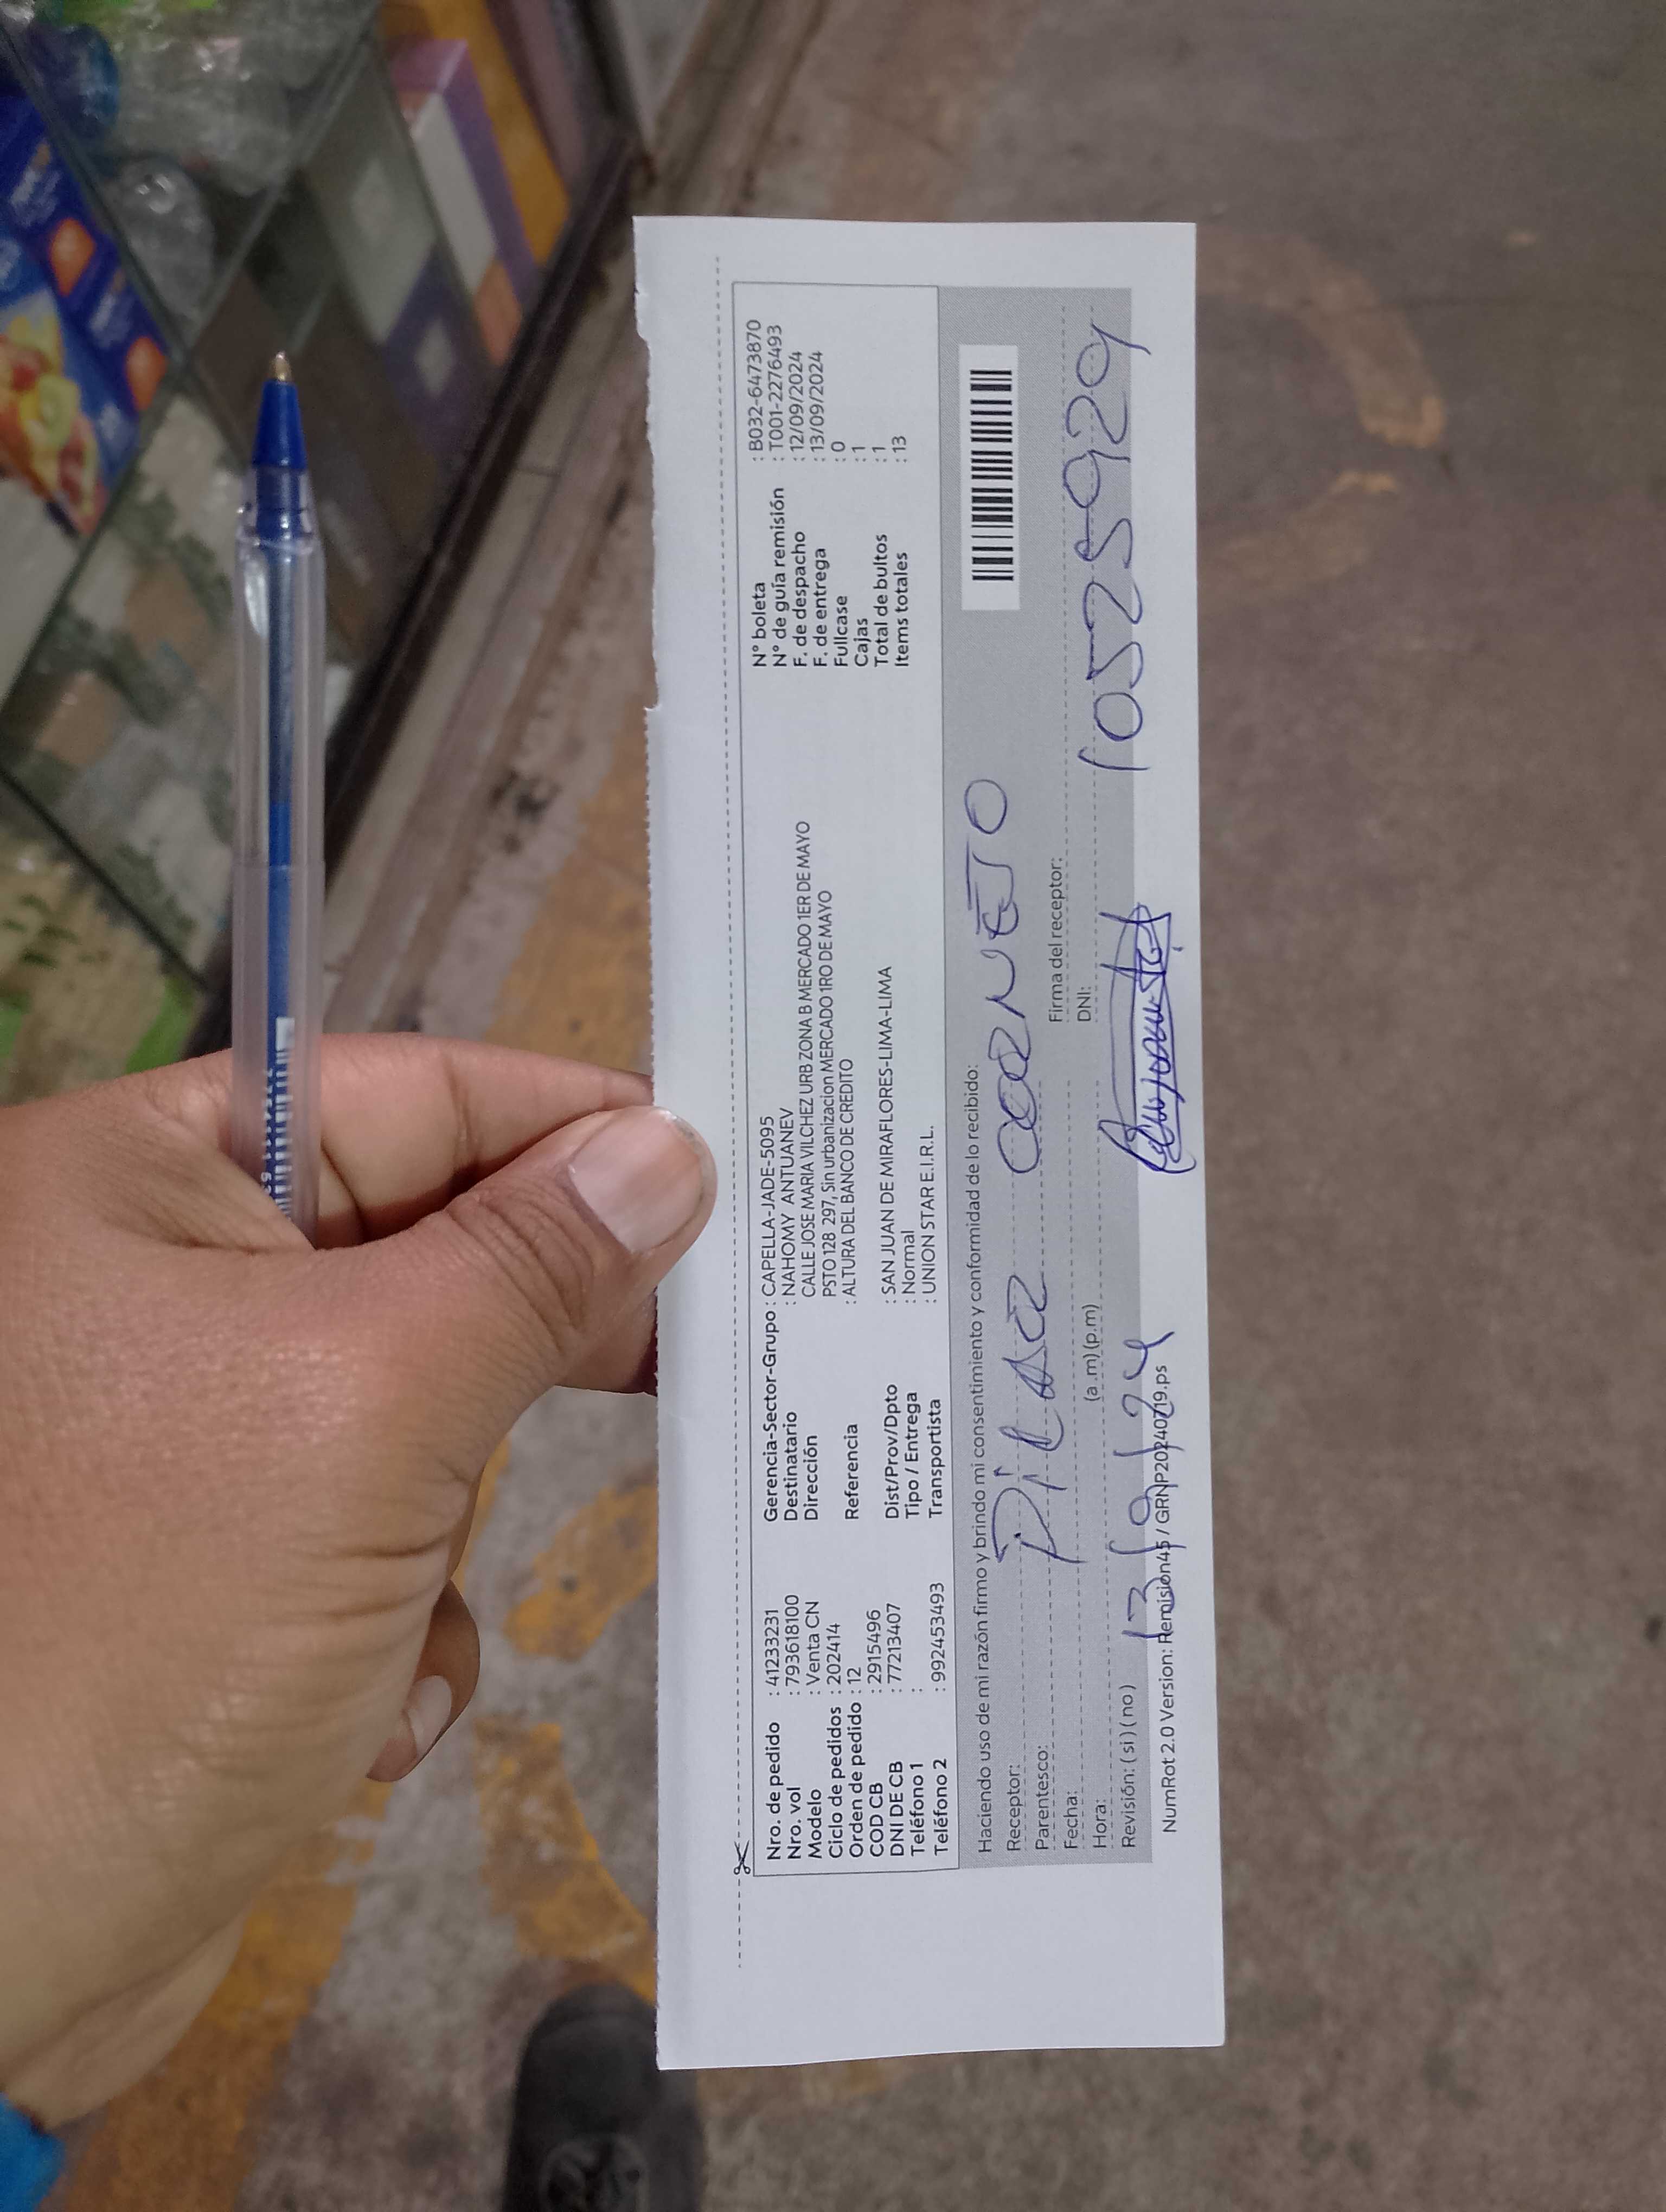 Nro. de pedido : 41233231
Nro. vol : 793618100
Modelo : Venta CN
Ciclo de pedidos : 202414
Orden de pedido : 12
COD CB : 2915496
DNI DE CB : 77213407
Teléfono 1 :
Teléfono 2 : 992453493
Gerencia-Sector-Grupo : CAPELLA-JADE-5095
Destinatario : NAHOMY ANTUANEV
Dirección CALLE JOSE MARIA VILCHEZ URB ZONA B MERCADO 1ER DE MAYO
PSTO 128 297, Sin urbanizacion MERCADO 1RO DE MAYO
Referencia : ALTURA DEL BANCO DE CREDITO
Dist/Prov/Dpto : SAN JUAN DE MIRAFLORES-LIMA-LIMA
Tipo / Entrega : Normal
Transportista : UNION STAR E.I.R.L.
N° boleta : B032-6473870
N° de guía remisión : T001-2276493
F. de despacho : 12/09/2024
F. de entrega : 13/09/2024
Fullcase : 0
Cajas : 1
Total de bultos : 1
Items totales : 13
Haciendo uso de mi razón firmo y brindo mi consentimiento y conformidad de lo recibido:
Receptor:
Parentesco:
Fecha:
Hora: (a.m) (p.m)
Revisión: (si) (no) 13/9/24
Firma del receptor:
DNI: 10525929
NumRot 2.0 Version: Remision45 / GRNP20240719.ps